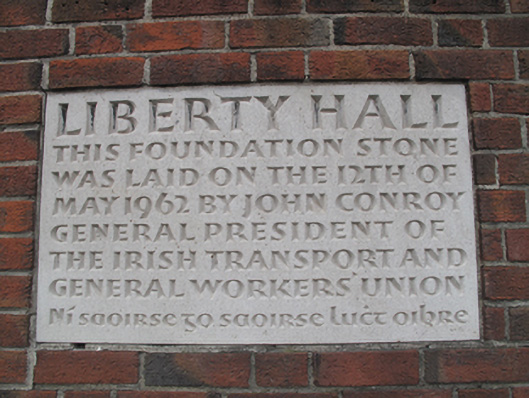 LIBERTY HALL
THIS FOUNDATION STONE
WAS LAID ON THE 12TH OF
MAY 1962 BY JOHN CONROY
GENERAL PRESIDENT OF
THE IRISH TRANSPORT AND
GENERAL WORKERS' UNION
Ní saoirse go saoirse luċt oibre